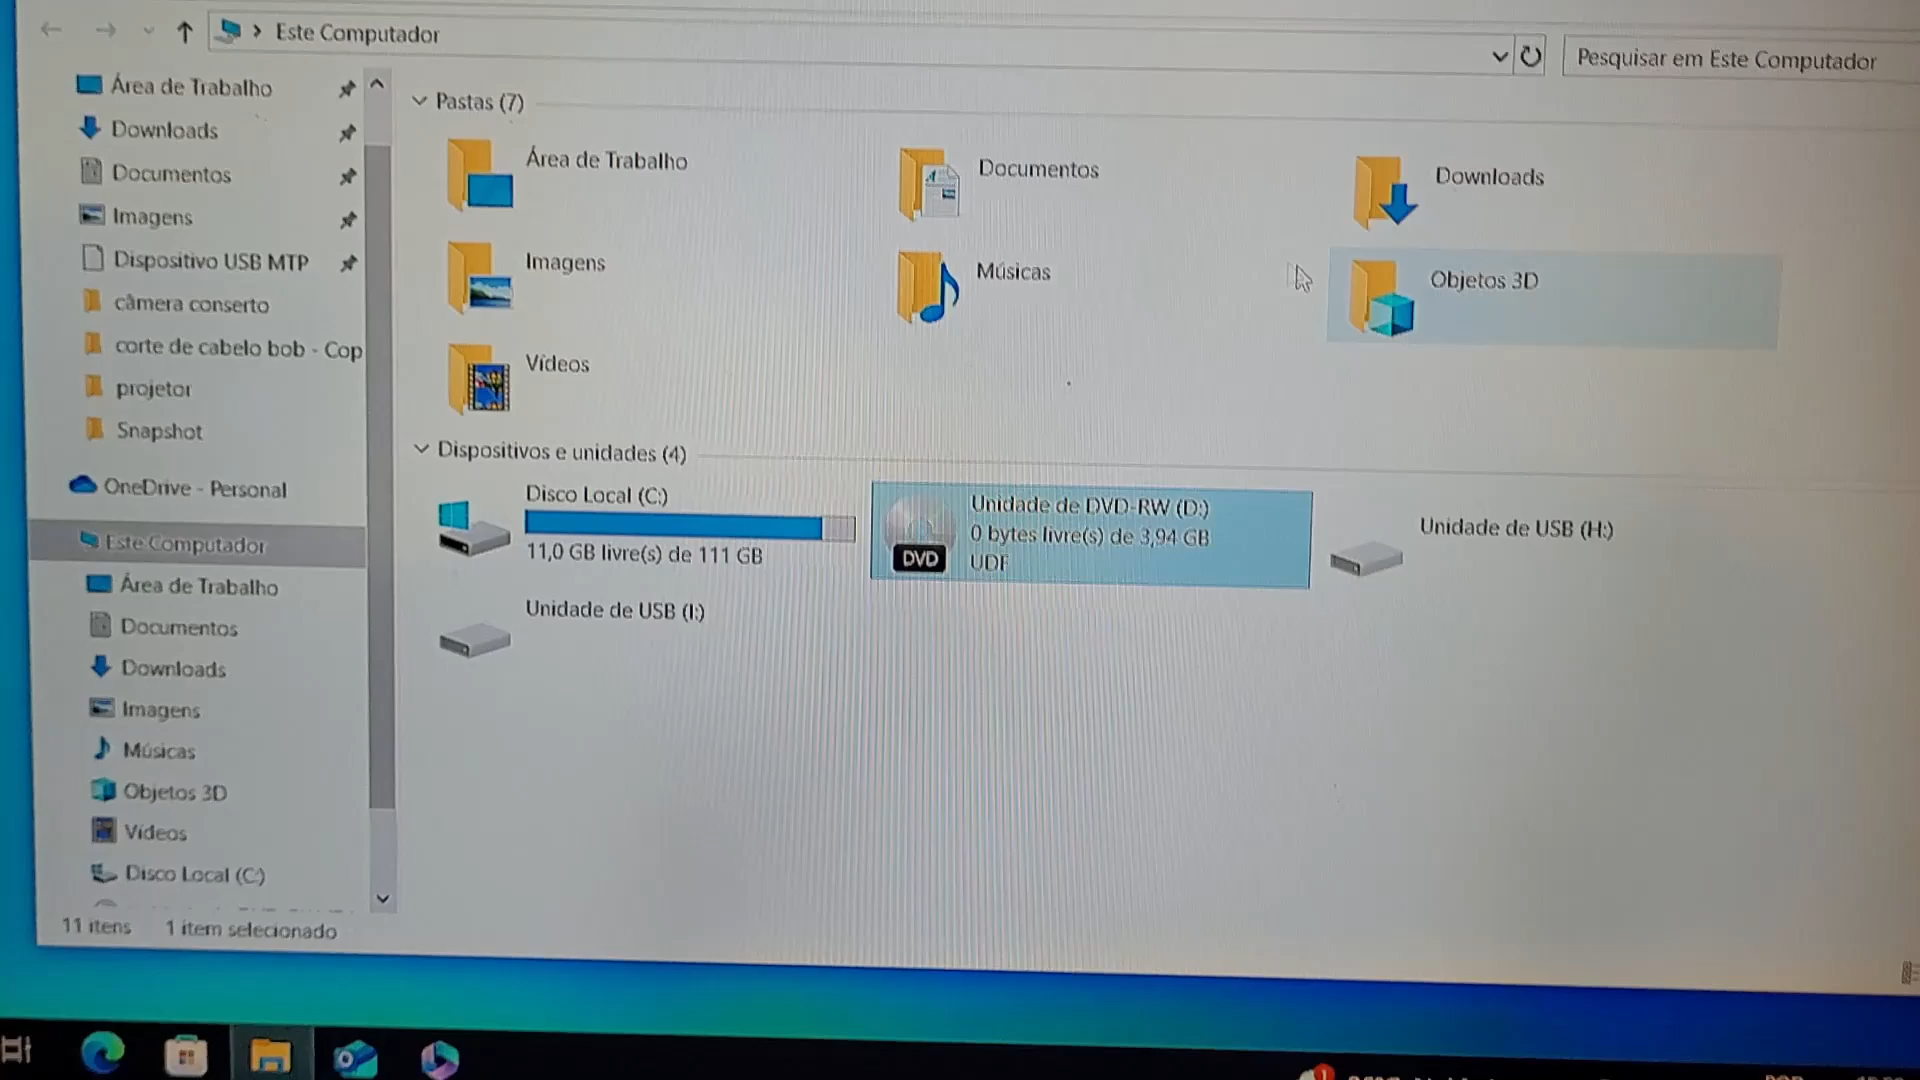 Este Computador
Pesquisar em Este Computador
Área de Trabalho
Downloads
Documentos
Imagens
Dispositivo USB MTP
câmera conserto
corte de cabelo bob - Cop
projetor
Snapshot
OneDrive - Personal
Este Computador
Área de Trabalho
Documentos
Downloads
Imagens
Músicas
Objetos 3D
Vídeos
Disco Local (C:)
Pastas (7)
Área de Trabalho
Documentos
Downloads
Imagens
Músicas
Objetos 3D
Vídeos
Dispositivos e unidades (4)
Disco Local (C:)
11,0 GB livre(s) de 111 GB
Unidade de DVD-RW (D:)
0 bytes livre(s) de 3,94 GB
UDF
DVD
Unidade de USB (H:)
Unidade de USB (I:)
11 itens
1 item selecionado
1